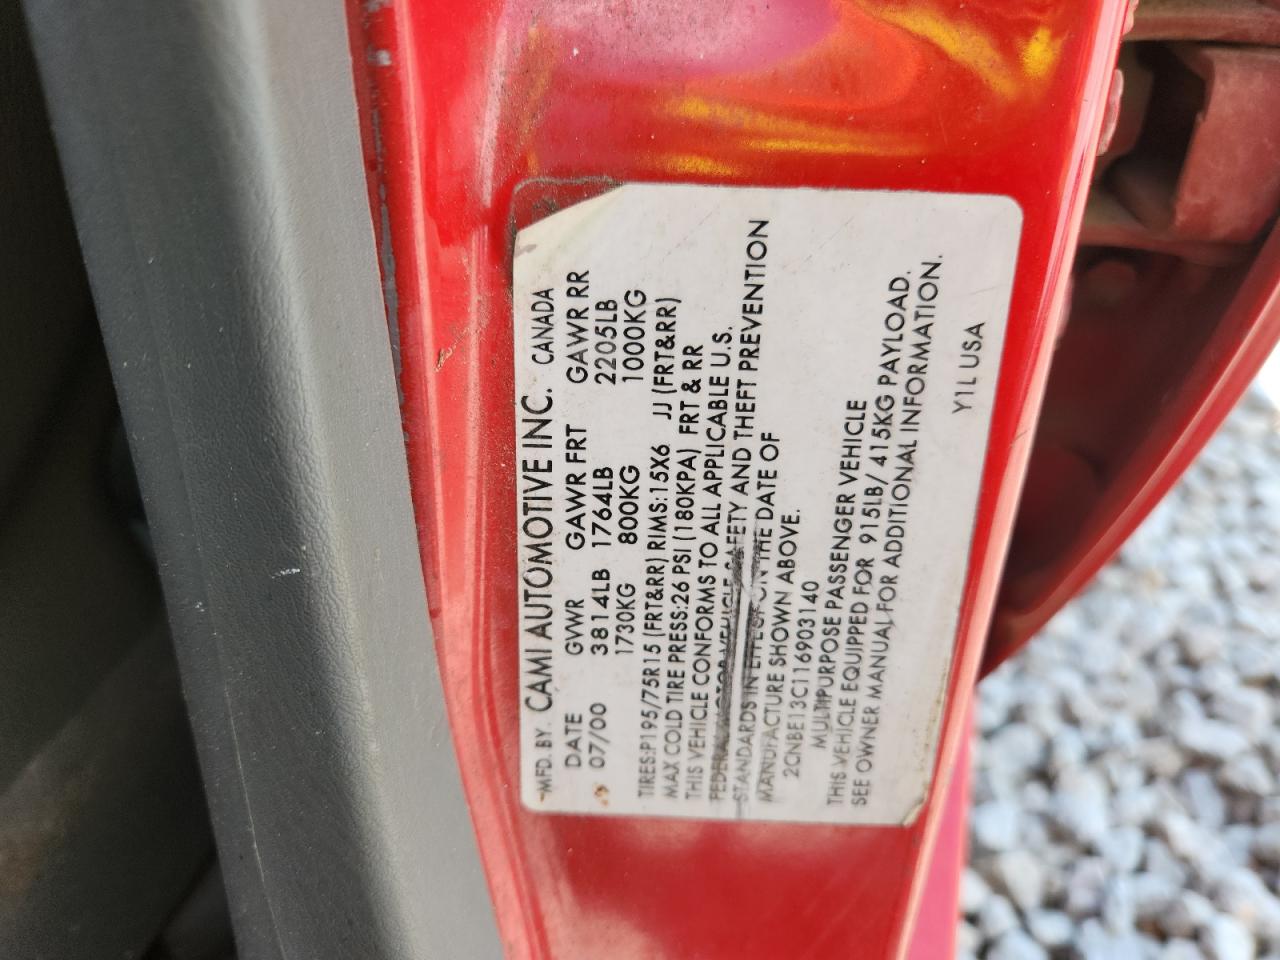 MFD. BY. CAMI AUTOMOTIVE INC. CANADA
DATE GVWR GAWR FRT GAWR RR
07/00 3814LB 1764LB 2205LB
1730KG 800KG 1000KG
TIRES:P195/75R15 (FRT&RR) RIMS:15X6 JJ (FRT&RR)
MAX COLD TIRE PRESS:26 PSI (180KPA) FRT & RR
THIS VEHICLE CONFORMS TO ALL APPLICABLE U.S.
FEDERAL MOTOR VEHICLE SAFETY AND THEFT PREVENTION
STANDARDS IN EFFECT ON THE DATE OF
MANUFACTURE SHOWN ABOVE.
2CNBE13C116903140
MULTIPURPOSE PASSENGER VEHICLE
THIS VEHICLE EQUIPPED FOR 915LB/ 415KG PAYLOAD.
SEE OWNER MANUAL FOR ADDITIONAL INFORMATION.
Y1L USA